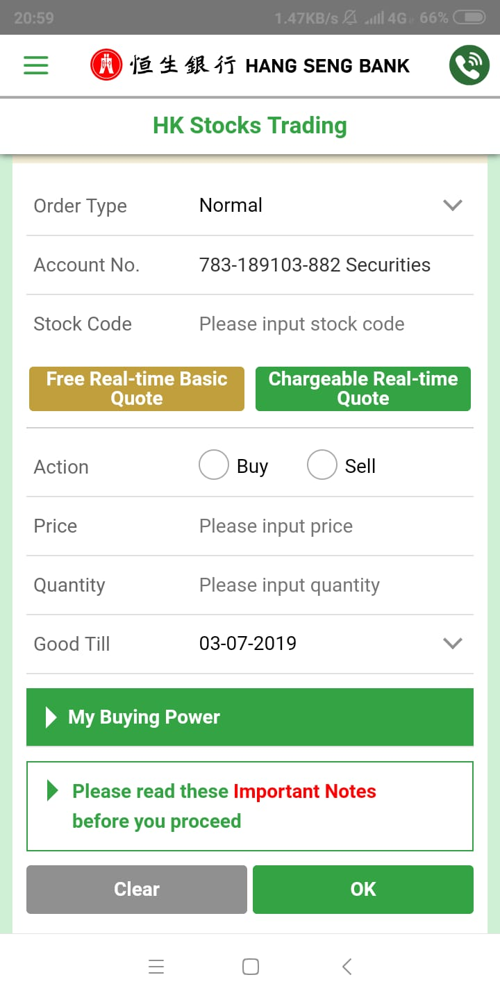 20:59 1.47KB/s 4G 66%
恒生銀行 HANG SENG BANK
HK Stocks Trading
Order Type Normal
Account No. 783-189103-882 Securities
Stock Code Please input stock code
Free Real-time Basic
Quote
Chargeable Real-time
Quote
Action Buy Sell
Price Please input price
Quantity Please input quantity
Good Till 03-07-2019
My Buying Power
Please read these Important Notes
before you proceed
Clear OK